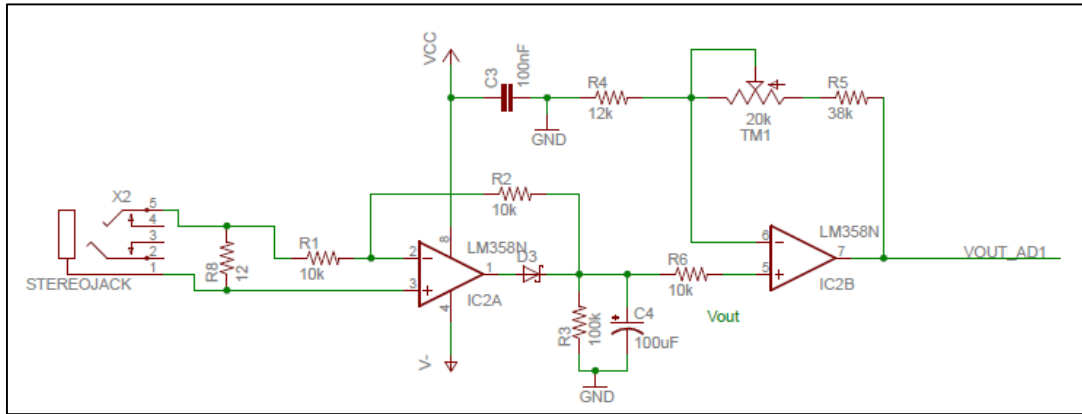 VCC
C3
100nF
GND
R4
12k
20k
TM1
R5
38k
X2
5
4
3
2
1
STEREOJACK
R8
12
R1
10k
R2
10k
2
3
8
4
1
LM358N
IC2A
V-
D3
R3
100k
C4
100uF
GND
R6
10k
Vout
6
5
7
LM358N
IC2B
VOUT_AD1